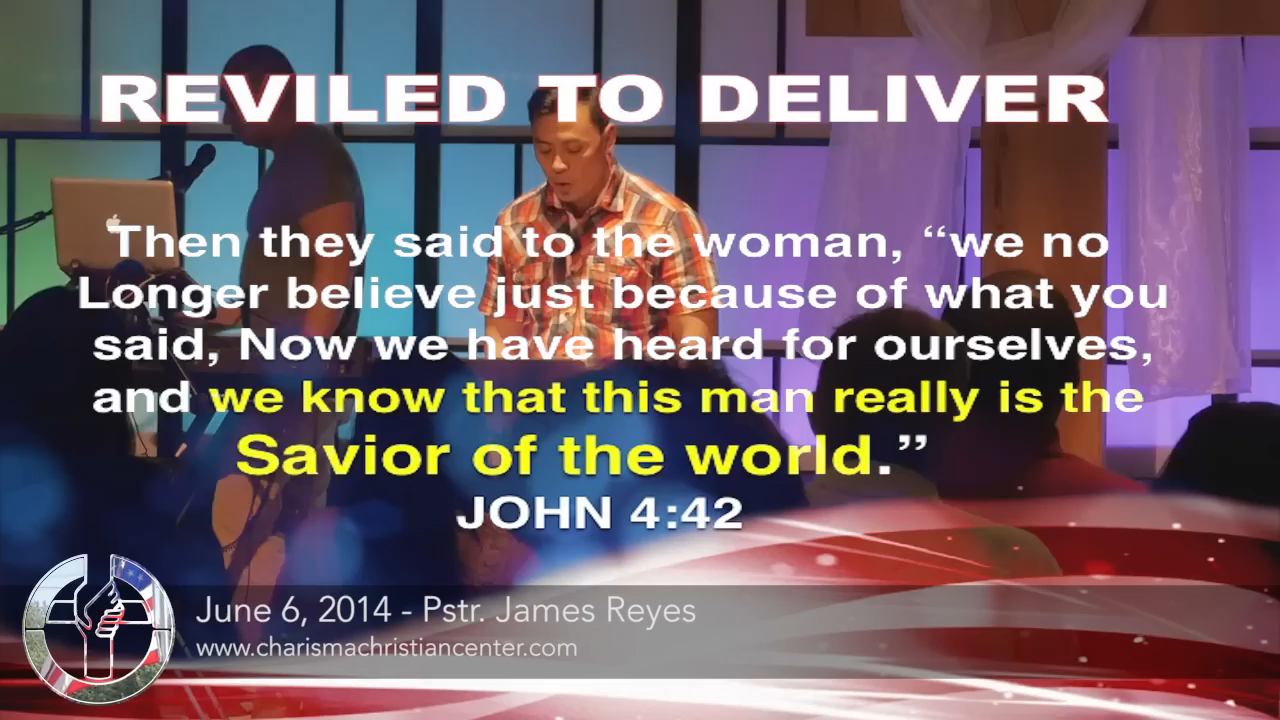 REVILED TO DELIVER
Then they said to the woman, “we no
Longer believe just because of what you
said, Now we have heard for ourselves,
and we know that this man really is the
Savior of the world.”
JOHN 4:42
June 6, 2014 - Pstr. James Reyes
www.charismachristiancenter.com